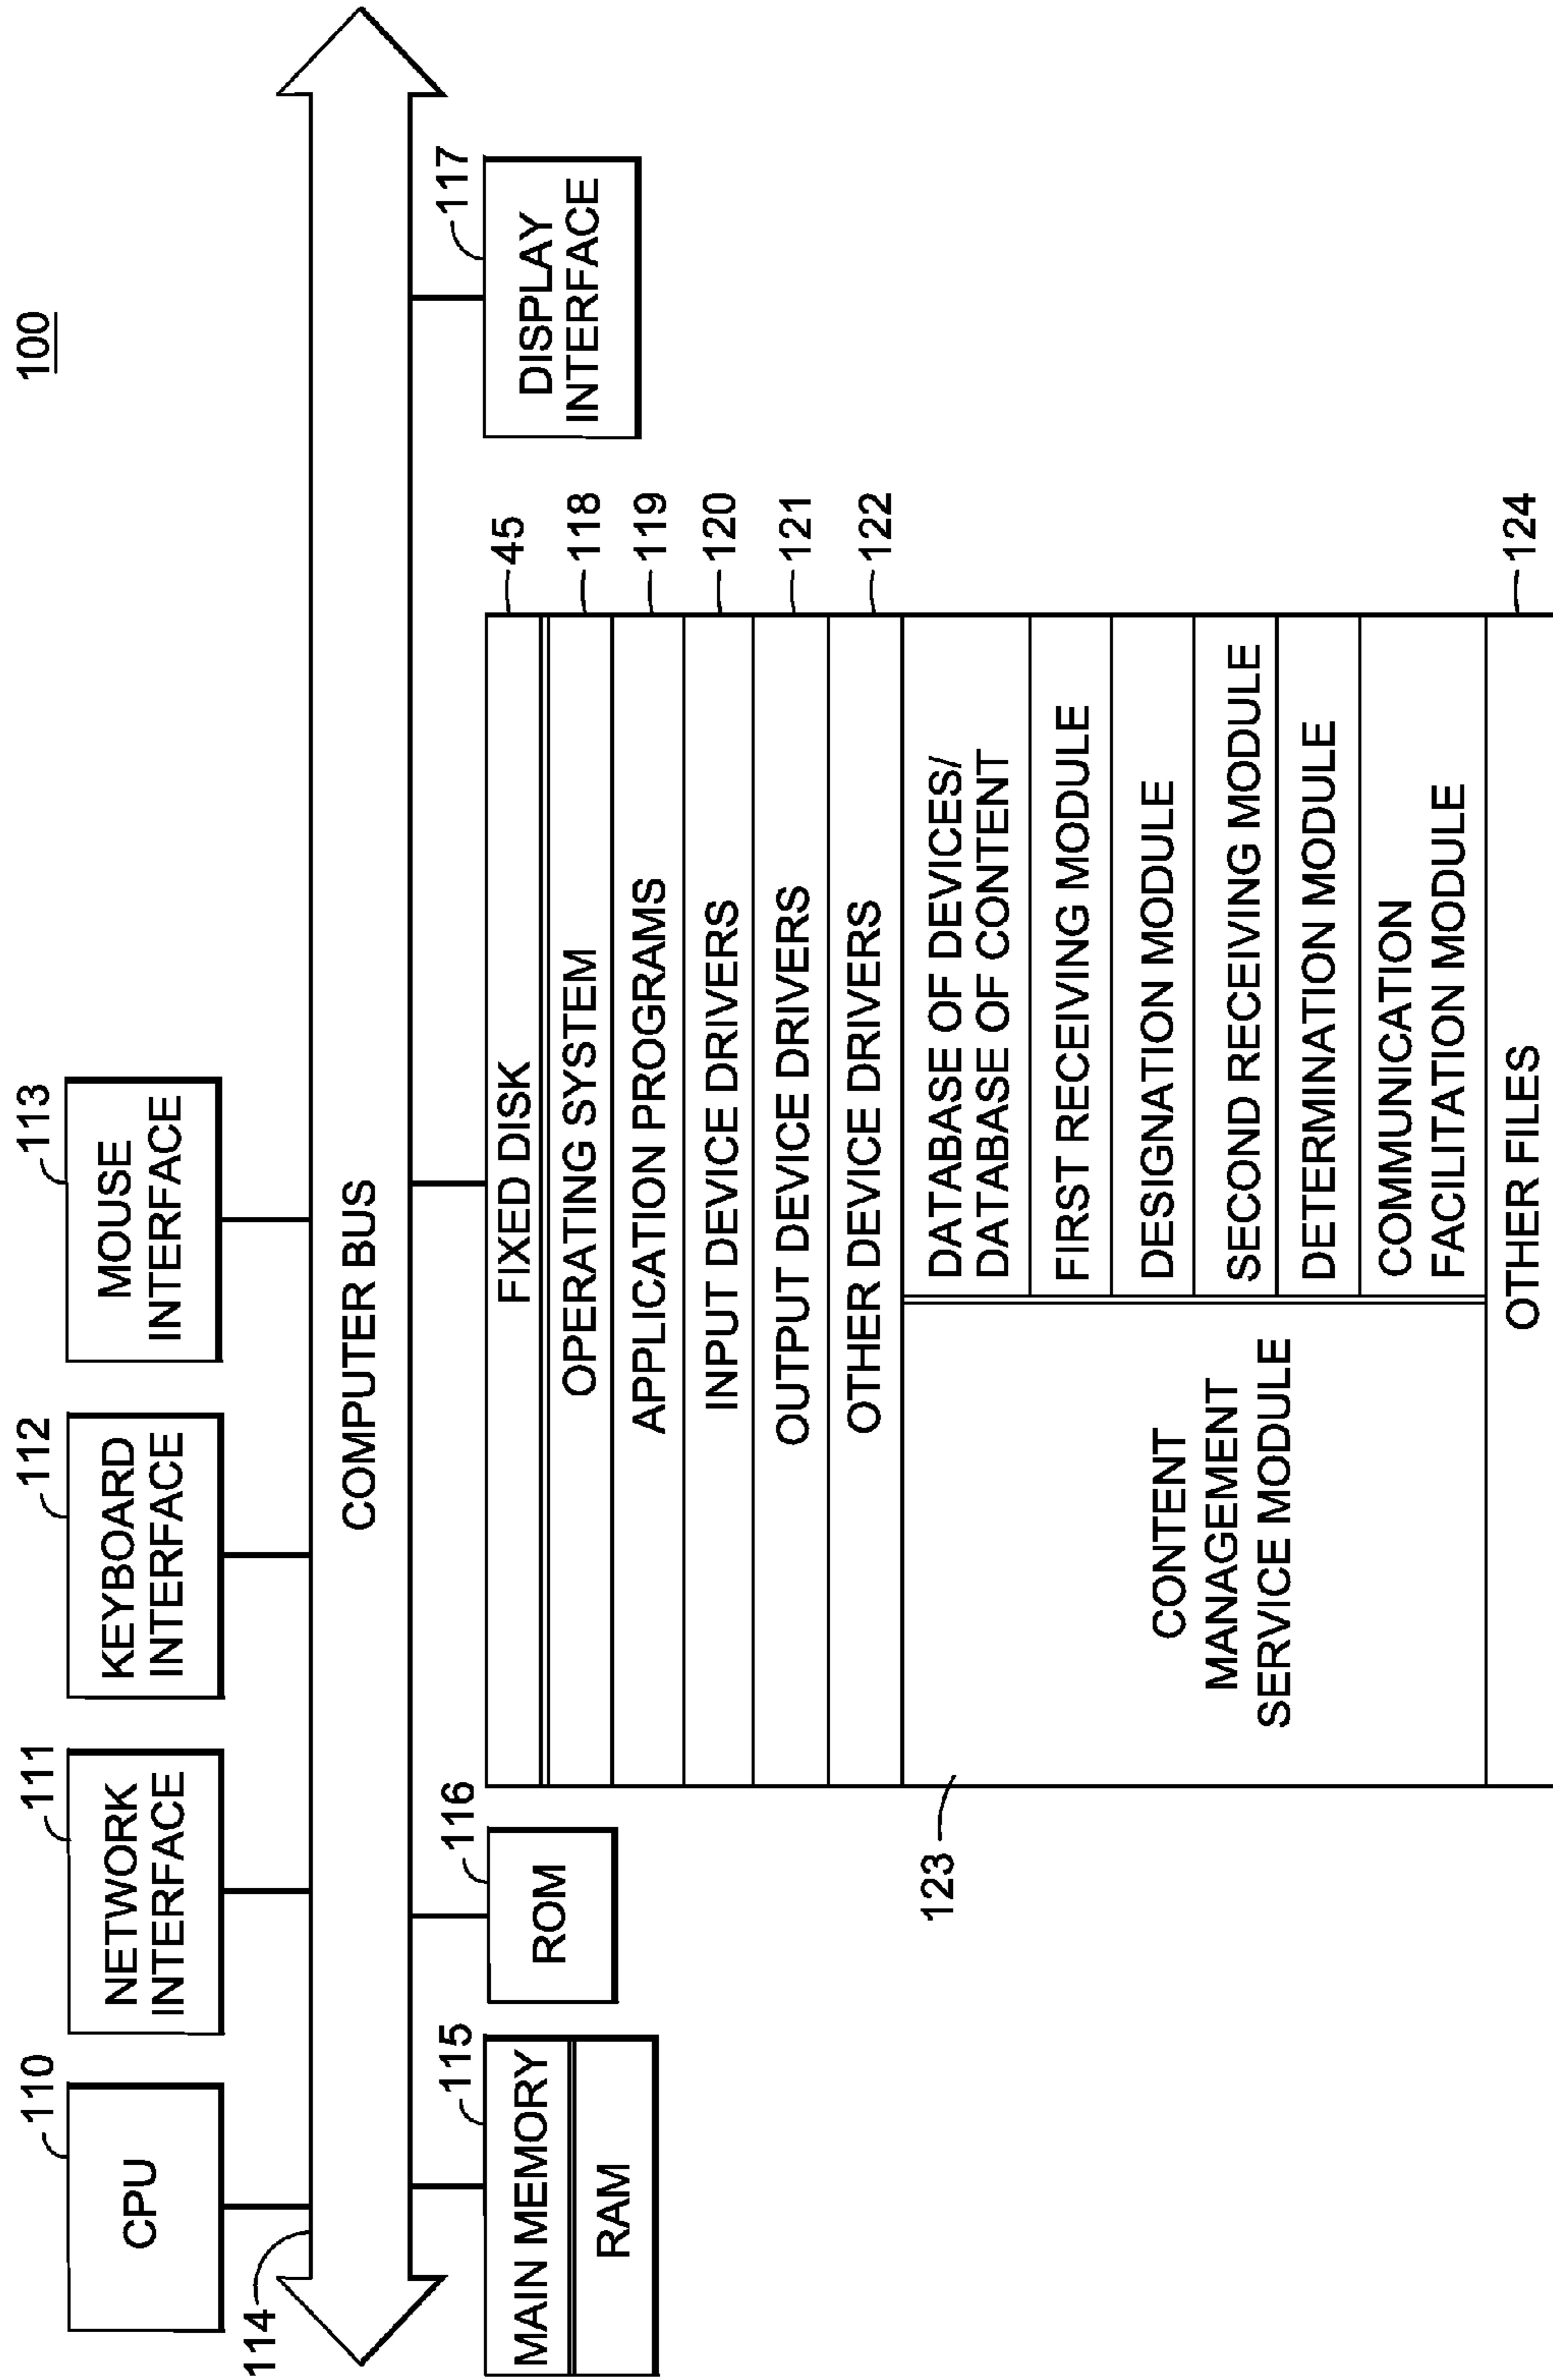 100
110
CPU
111
NETWORK
INTERFACE
112
KEYBOARD
INTERFACE
113
MOUSE
INTERFACE
114
COMPUTER BUS
115
MAIN MEMORY
RAM
116
ROM
117
DISPLAY
INTERFACE
FIXED DISK
45
OPERATING SYSTEM
118
APPLICATION PROGRAMS
119
INPUT DEVICE DRIVERS
120
OUTPUT DEVICE DRIVERS
121
OTHER DEVICE DRIVERS
122
123
CONTENT
MANAGEMENT
SERVICE MODULE
DATABASE OF DEVICES/
DATABASE OF CONTENT
FIRST RECEIVING MODULE
DESIGNATION MODULE
SECOND RECEIVING MODULE
DETERMINATION MODULE
COMMUNICATION
FACILITATION MODULE
OTHER FILES
124